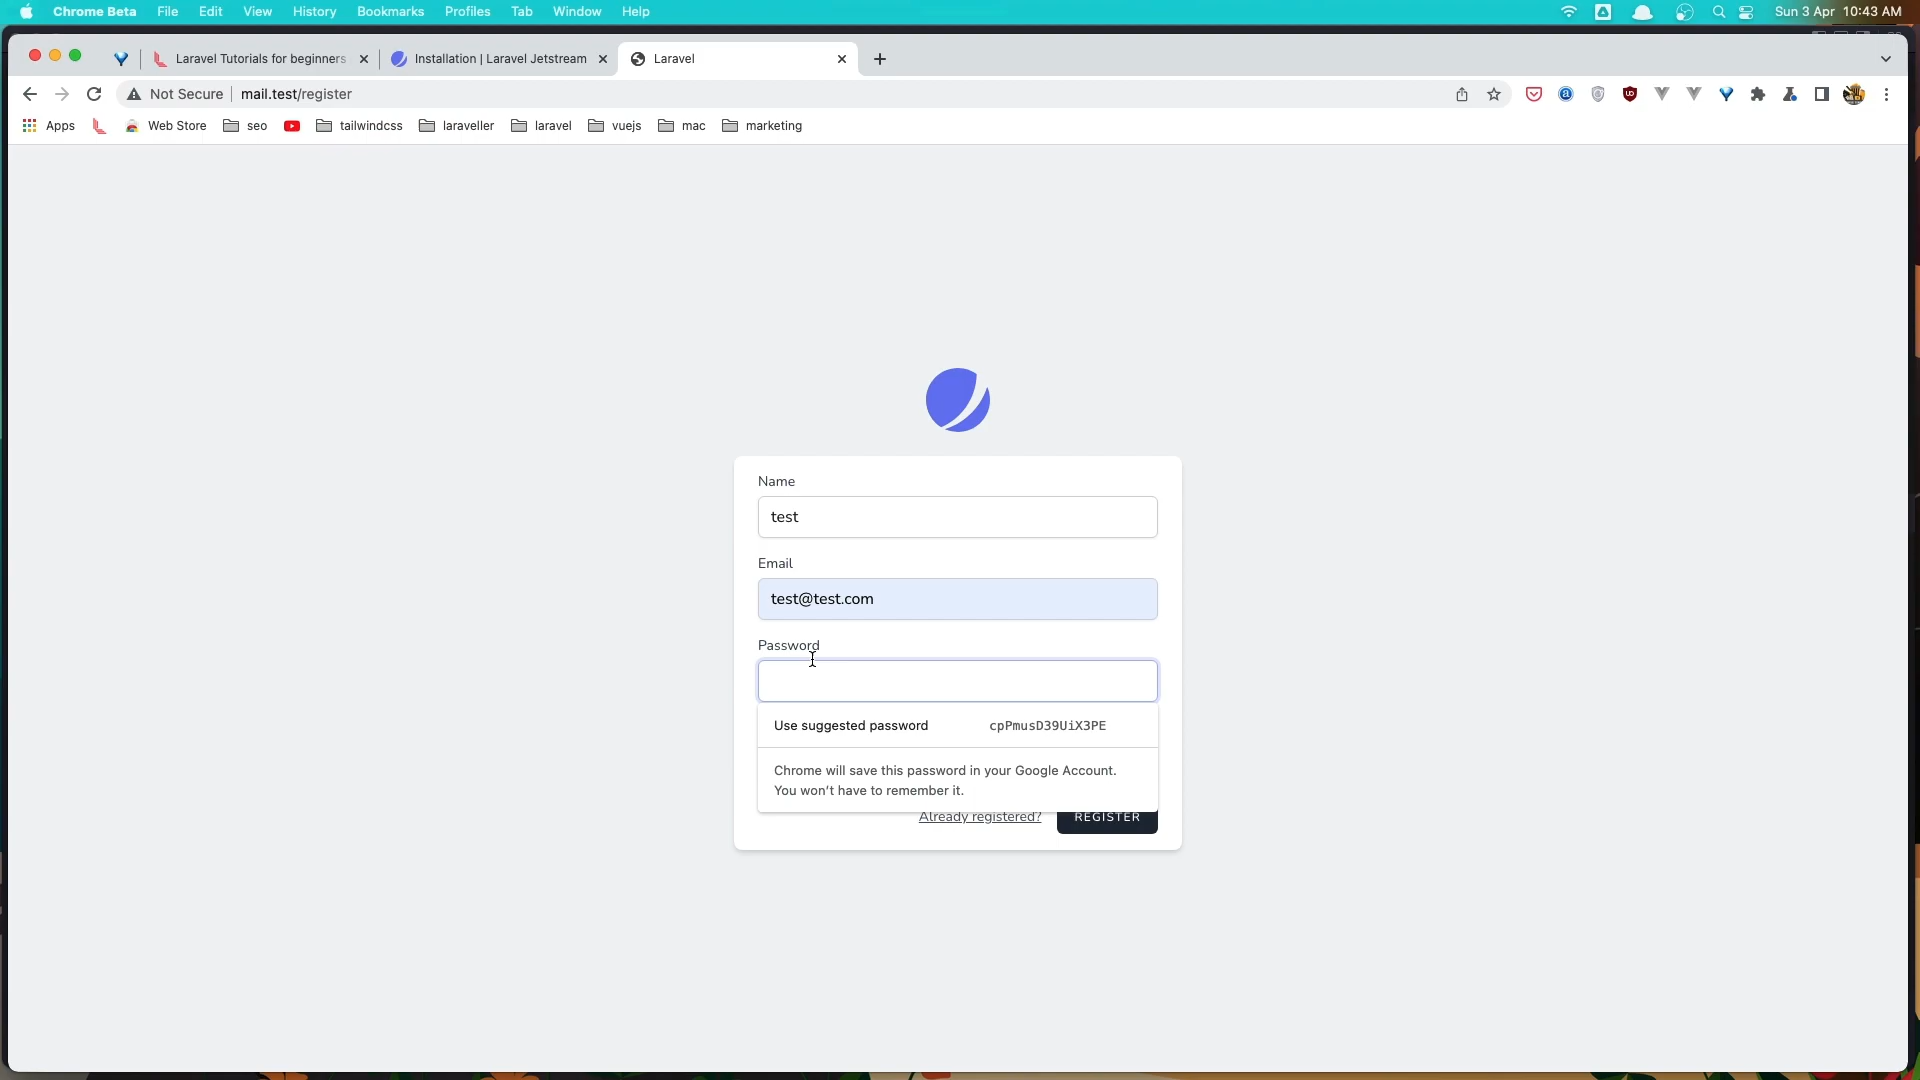 Chrome Beta File Edit View History Bookmarks Profiles Tab Window Help Sun 3 Apr 10:43 AM
Laravel Tutorials for beginners Installation | Laravel Jetstream Laravel
Not Secure mail.test/register
Apps Web Store seo tailwindcss laraveller laravel vuejs mac marketing
Name
test
Email
test@test.com
Password
Use suggested password cpPmusD39UiX3PE
Chrome will save this password in your Google Account.
You won't have to remember it.
Already registered? REGISTER